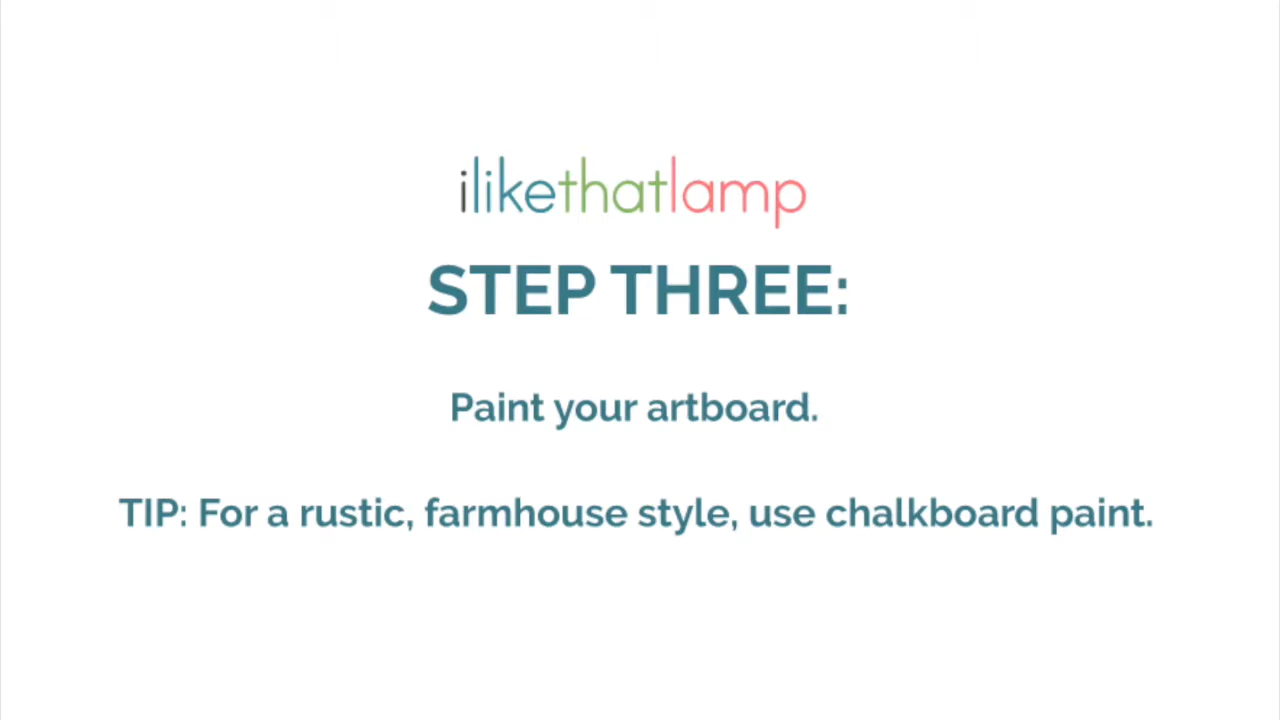 ilikethatlamp
STEP THREE:
Paint your artboard.
TIP: For a rustic, farmhouse style, use chalkboard paint.